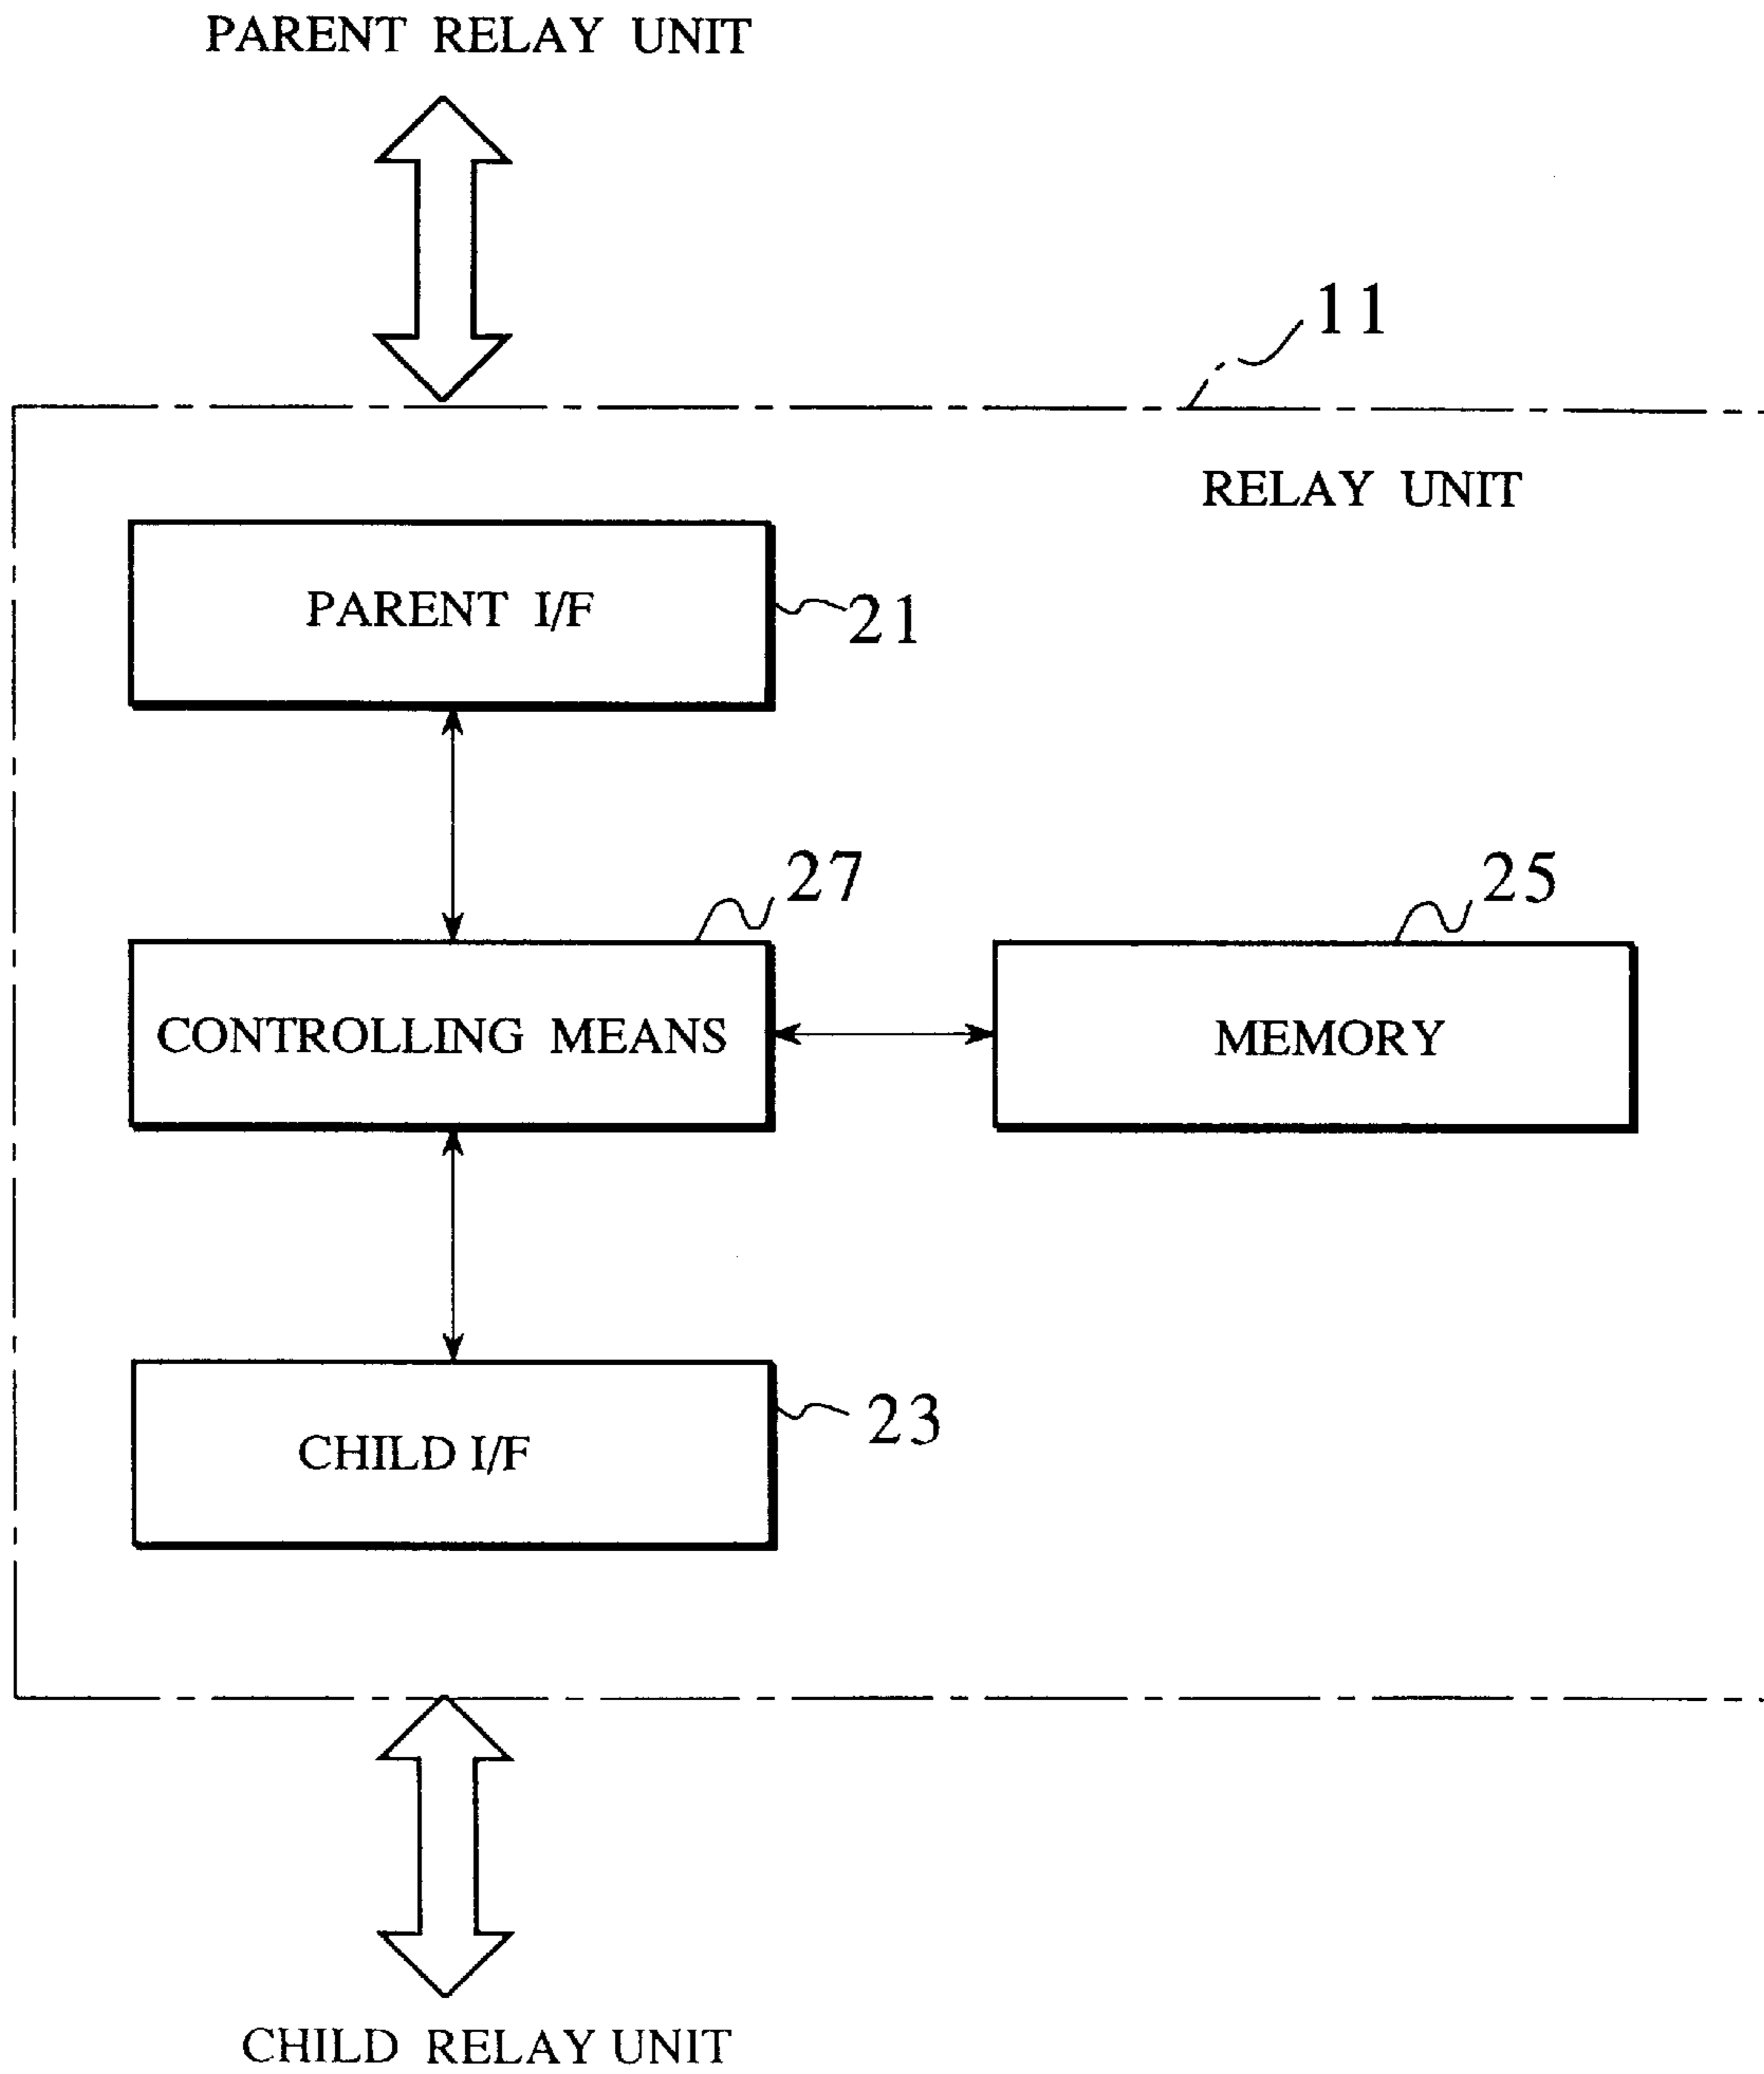 PARENT RELAY UNIT
11
RELAY UNIT
PARENT I/F
21
27
25
CONTROLLING MEANS
MEMORY
CHILD I/F
23
CHILD RELAY UNIT